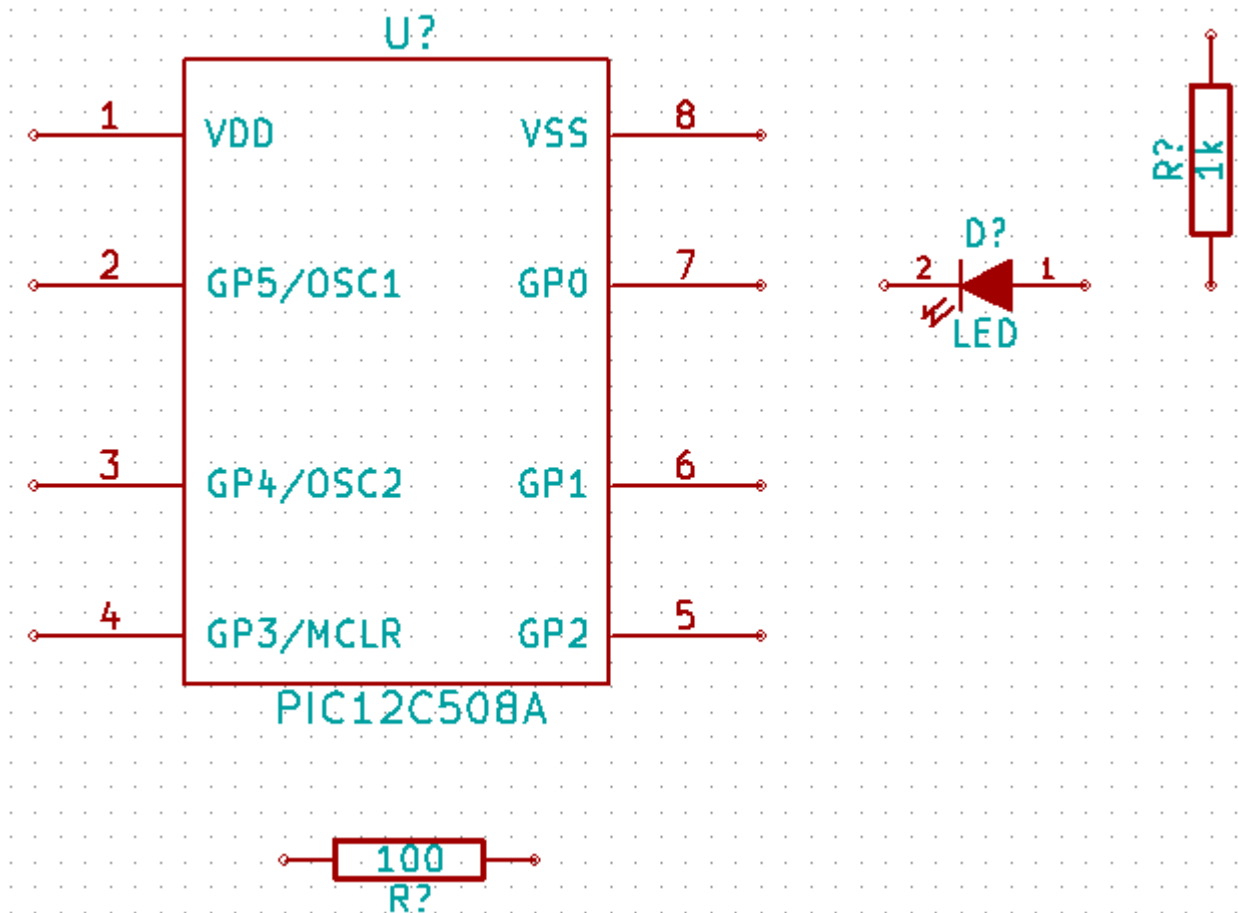 U?
1 VDD VSS 8
R? 1k
D?
2 GP5/OSC1 GP0 7
2 1
LED
3 GP4/OSC2 GP1 6
4 GP3/MCLR GP2 5
PIC12C508A
100
R?